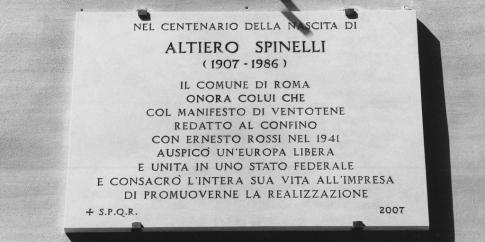 NEL CENTENARIO DELLA NASCITA DI
ALTIERO SPINELLI
(1907-1986)
IL COMUNE DI ROMA
ONORA COLUI CHE
COL MANIFESTO DI VENTOTENE
REDATTO AL CONFINO
CON ERNESTO ROSSI NEL 1941
AUSPICÒ UN'EUROPA LIBERA
E UNITA IN UNO STATO FEDERALE
E CONSACRÒ L'INTERA SUA VITA ALL'IMPRESA
DI PROMUOVERNE LA REALIZZAZIONE
+ S.P.Q.R. 2007